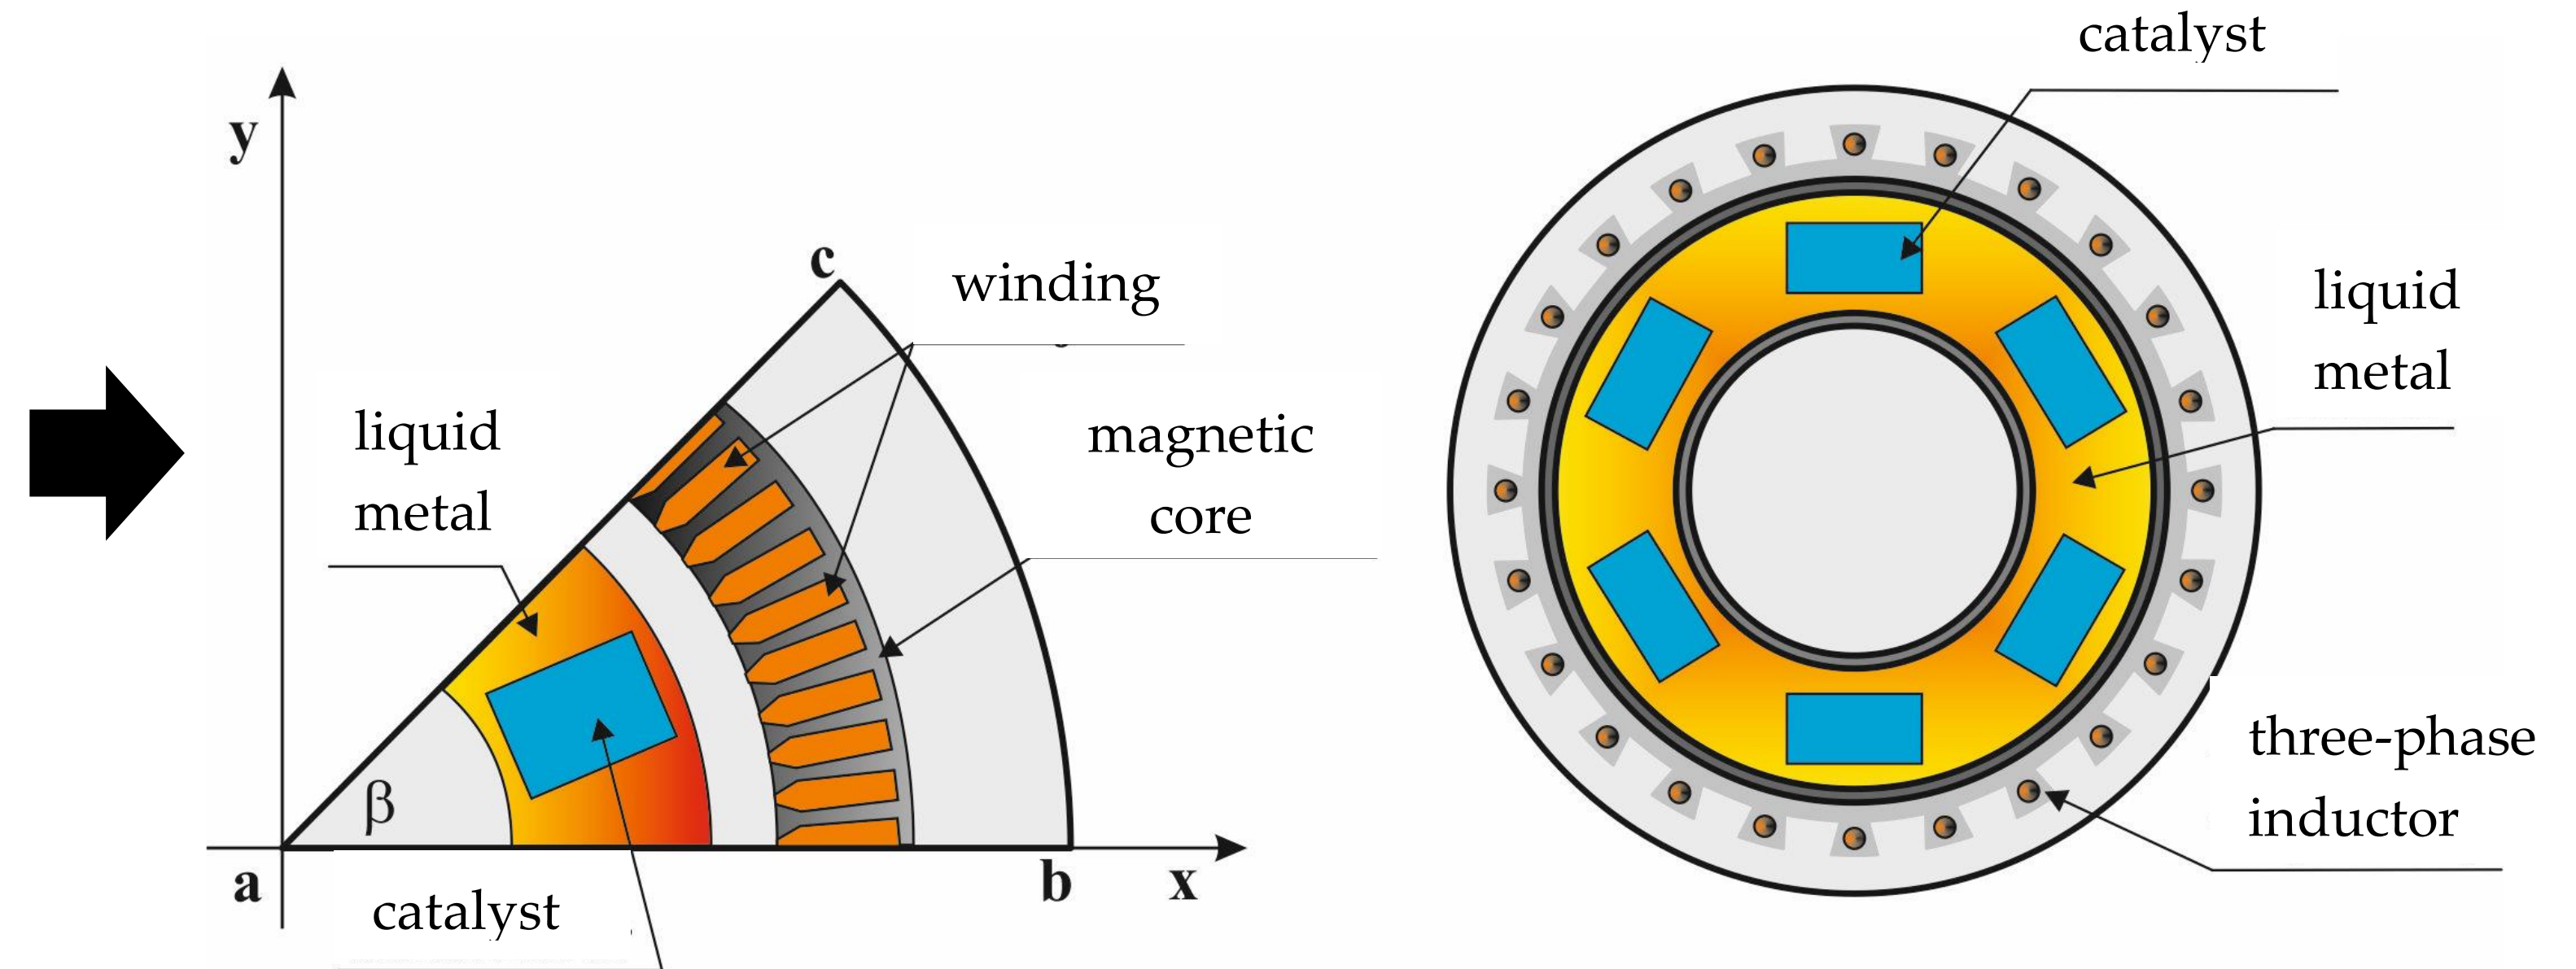 catalyst
y
c
winding
liquid
metal
magnetic
core
liquid
metal
β
a
b
x
catalyst
three-phase
inductor